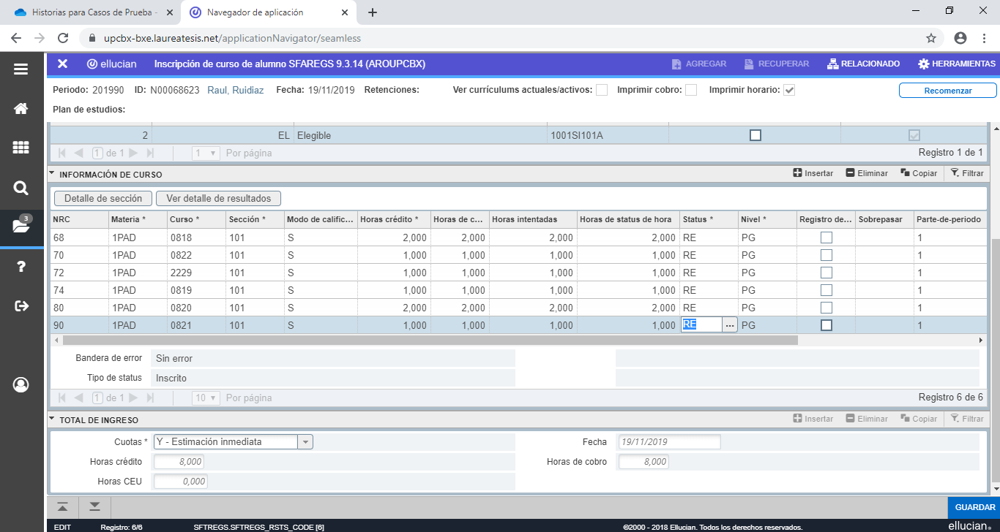 Historias para Casos de Prueba -
Navegador de aplicación
upcbx-bxe.laureatesis.net/applicationNavigator/seamless
ellucian Inscripción de curso de alumno SFAREGS 9.3.14 (AROUPCBX) AGREGAR RECUPERAR RELACIONADO HERRAMIENTAS
Periodo: 201990 ID: N00068623 Raul, Ruidiaz Fecha: 19/11/2019 Retenciones: Ver currículums actuales/activos: Imprimir cobro: Imprimir horario: Recomenzar
Plan de estudios:
2 EL Elegible 1001SI101A
1 de 1 1 Por página Registro 1 de 1
INFORMACIÓN DE CURSO Insertar Eliminar Copiar Filtrar
Detalle de sección Ver detalle de resultados
NRC Materia * Curso * Sección * Modo de calific... Horas crédito * Horas de c... Horas intentadas Horas de status de hora Status * Nivel * Registro de... Sobrepasar Parte-de-periodo
68 1PAD 0818 101 S 2,000 2,000 2,000 2,000 RE PG 1
70 1PAD 0822 101 S 1,000 1,000 1,000 1,000 RE PG 1
72 1PAD 2229 101 S 1,000 1,000 1,000 1,000 RE PG 1
74 1PAD 0819 101 S 1,000 1,000 1,000 1,000 RE PG 1
80 1PAD 0820 101 S 2,000 2,000 2,000 2,000 RE PG 1
90 1PAD 0821 101 S 1,000 1,000 1,000 1,000 RE ... PG 1
3
Bandera de error Sin error
Tipo de status Inscrito
1 de 1 10 Por página Registro 6 de 6
TOTAL DE INGRESO Insertar Eliminar Copiar Filtrar
Cuotas * Y - Estimación inmediata Fecha 19/11/2019
Horas crédito 8,000 Horas de cobro 8,000
Horas CEU 0,000
GUARDAR
EDIT Registro: 6/6 SFTREGS.SFTREGS_RSTS_CODE [6] ©2000 - 2018 Ellucian. Todos los derechos reservados. ellucian